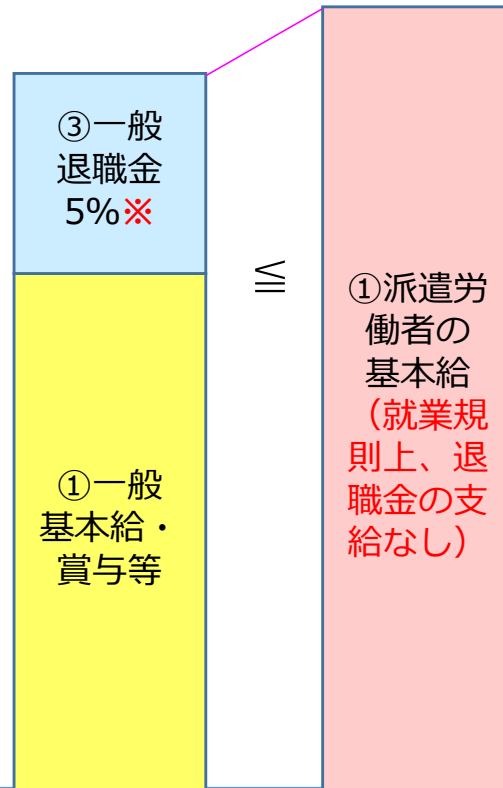 ③一般
退職金
5%※
①一般
基本給・
賞与等
≦
①派遣労
働者の
基本給
（就業規
則上、退
職金の支
給なし）